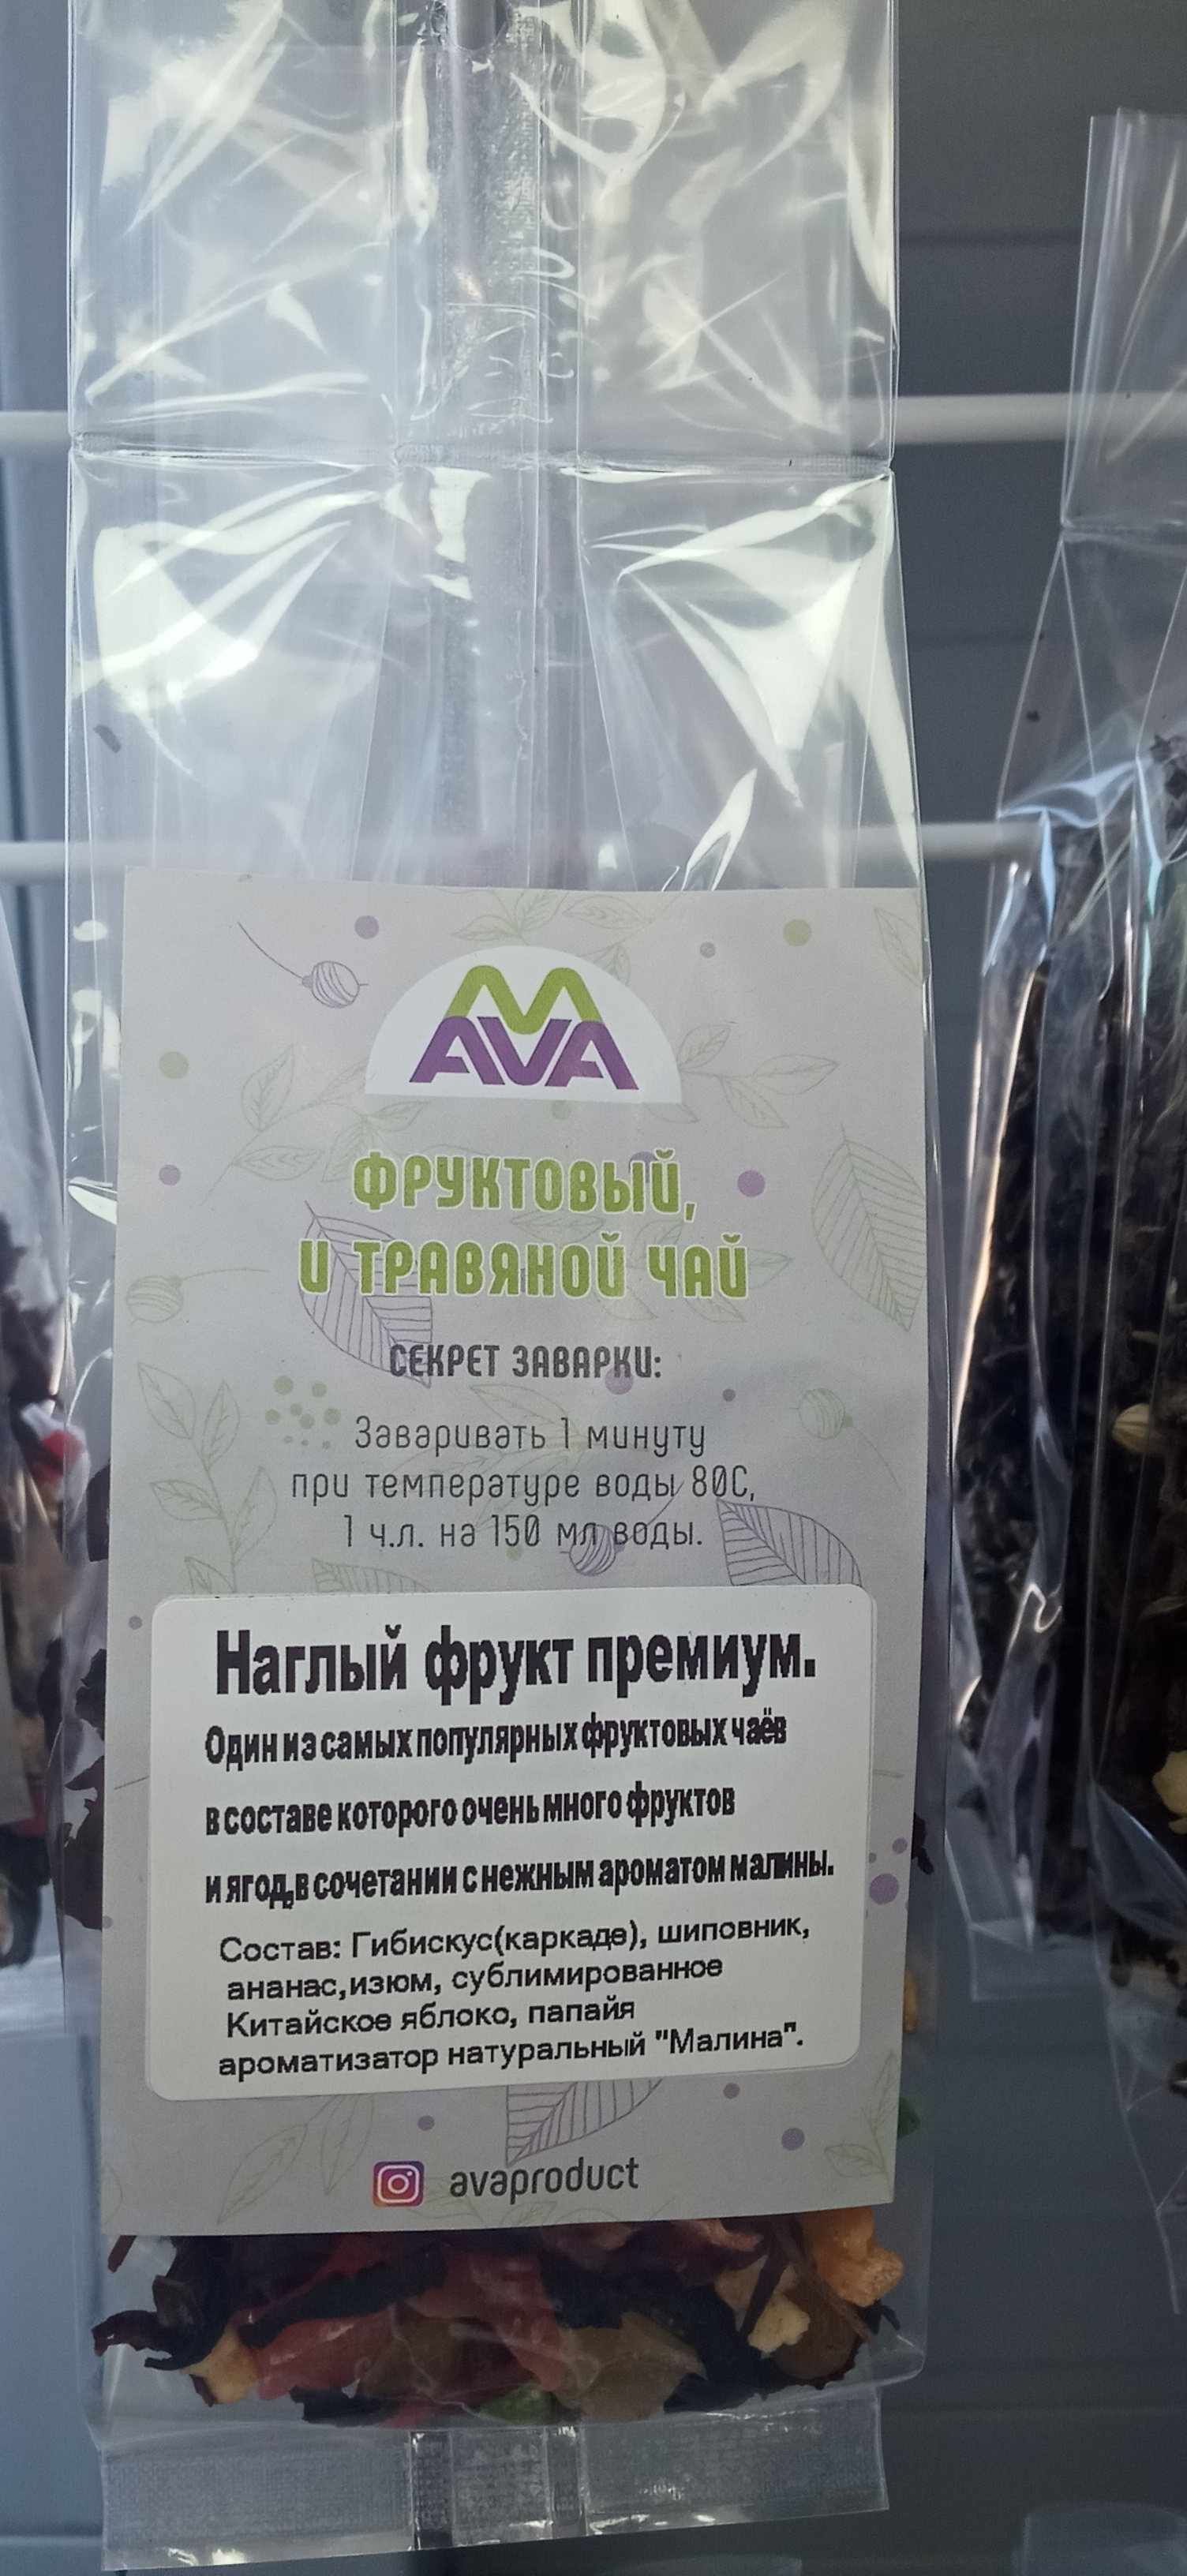 AVA
ФРУКТОВЫЙ,
И ТРАВЯНОЙ ЧАЙ
СЕКРЕТ ЗАВАРКИ:
Заваривать 1 минуту
при температуре воды 80С,
1 ч.л. на 150 мл воды.
Наглый фрукт премиум.
Один из самых популярных фруктовых чаёв
в составе которого очень много фруктов
и ягод,в сочетании с нежным ароматом малины.
Состав: Гибискус(каркаде), шиповник,
ананас,изюм, сублимированное
Китайское яблоко, папайя
ароматизатор натуральный "Малина".
avaproduct